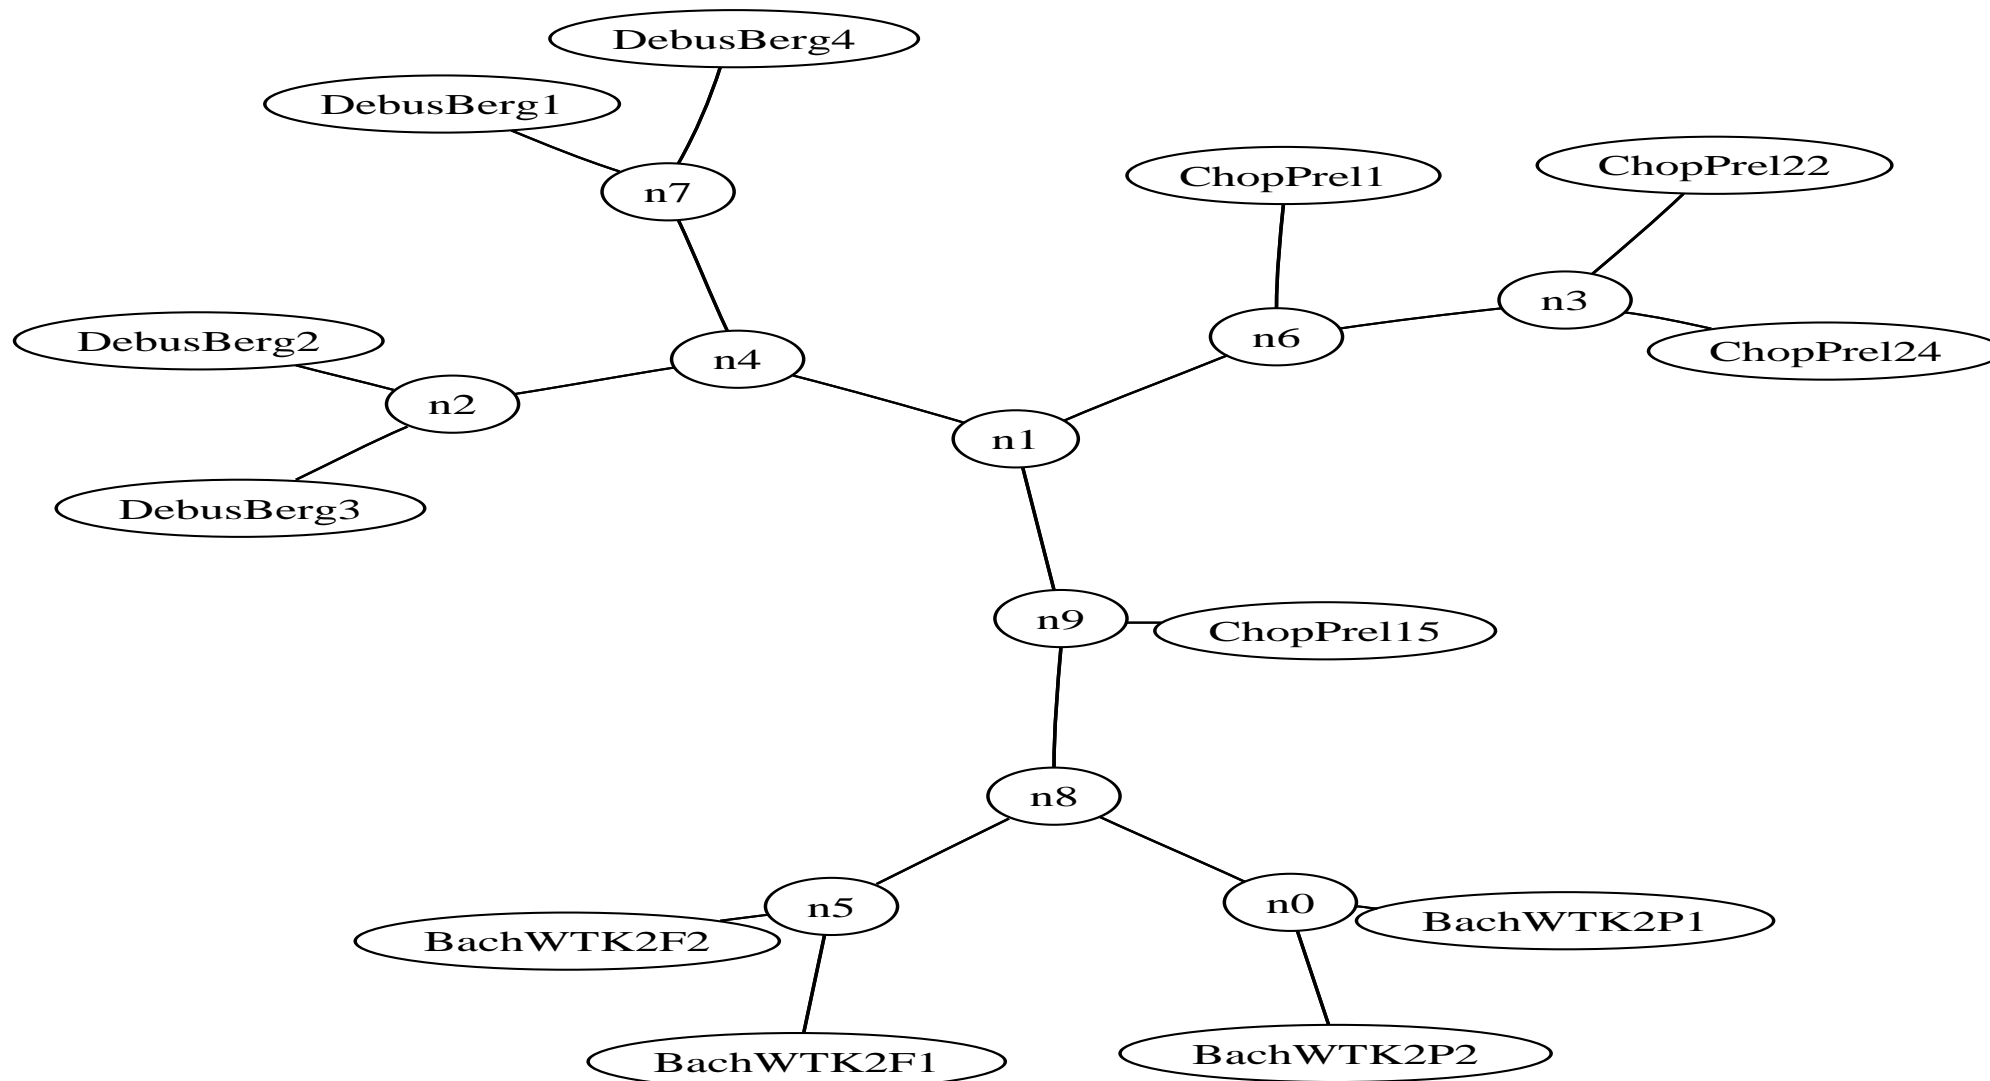 DebusBerg4
DebusBerg1
ChopPrel22
ChopPrel1
n7
n3
n6
DebusBerg2
ChopPrel24
n4
n2
n1
DebusBerg3
n9
ChopPrel15
n8
n5
n0
BachWTK2P1
BachWTK2F2
BachWTK2P2
BachWTK2F1